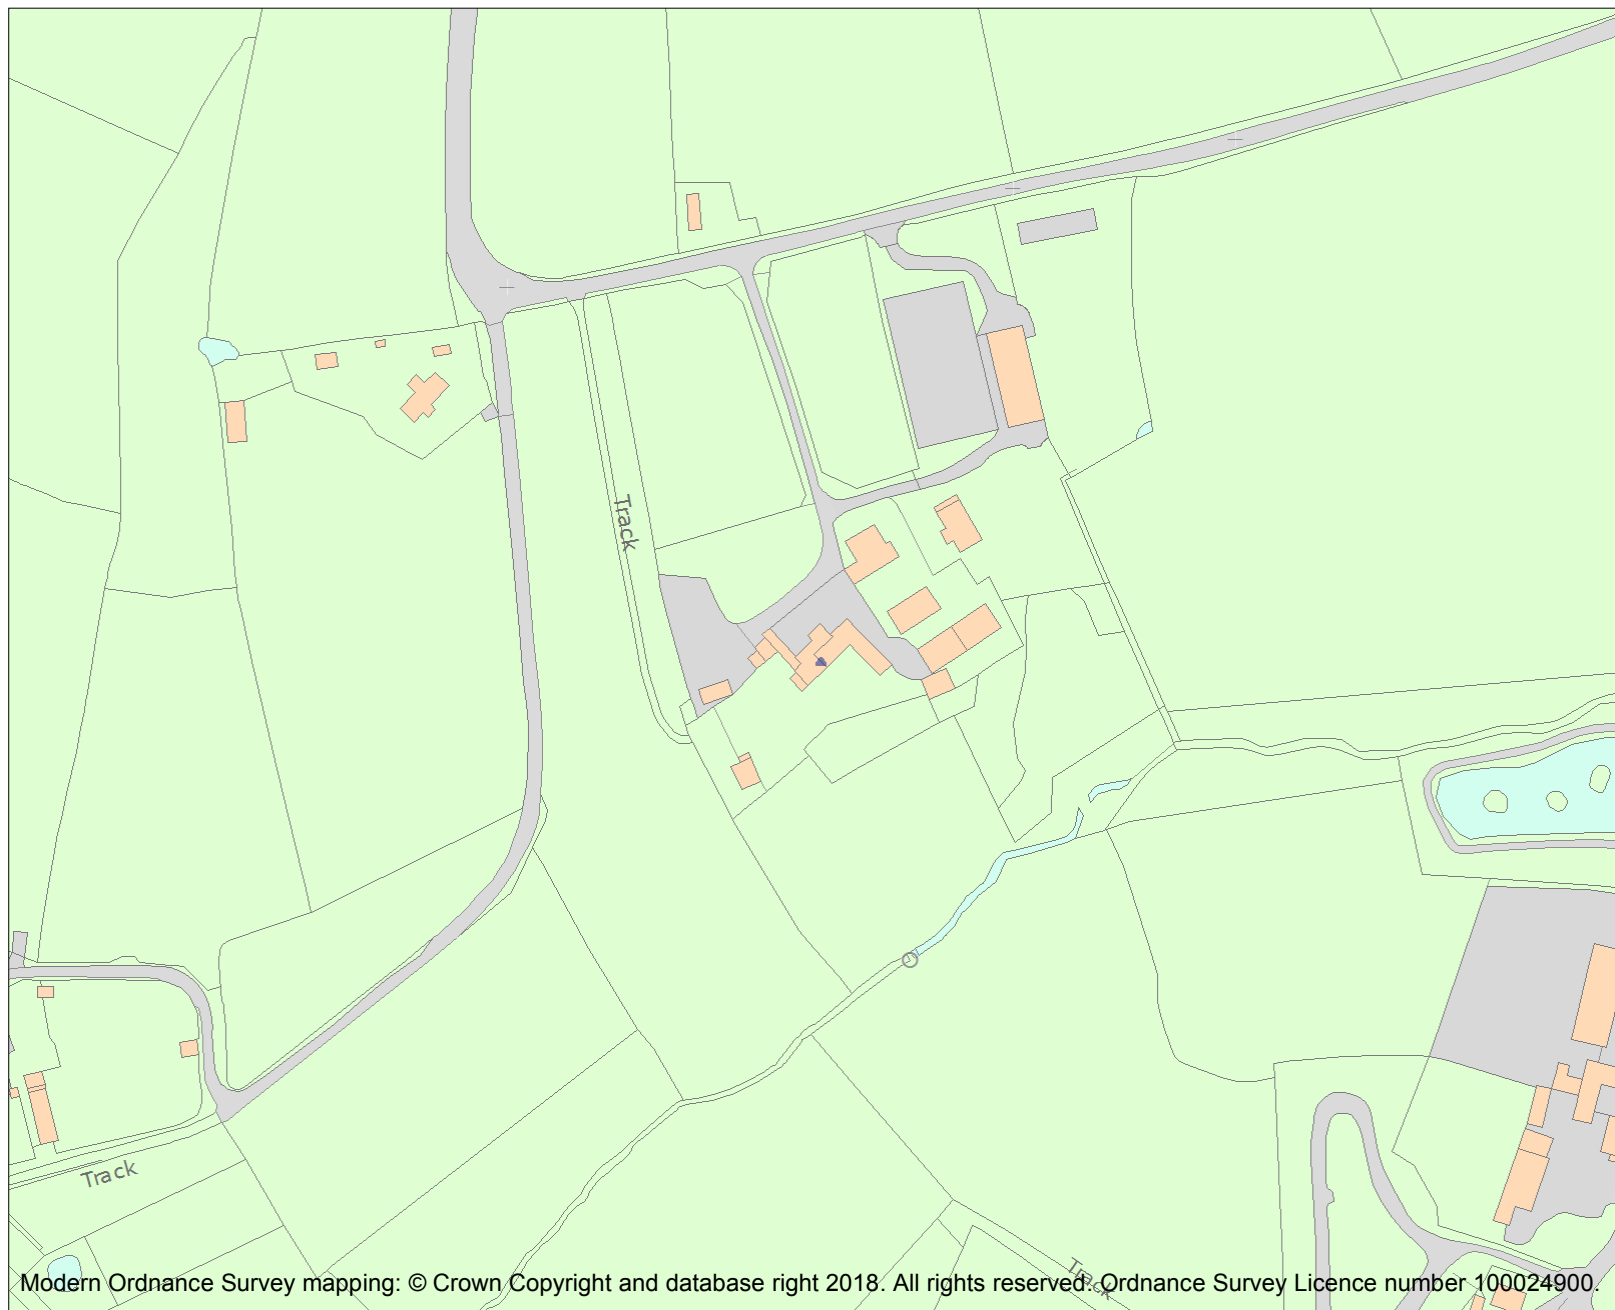 Track
Track
Track
Modern Ordnance Survey mapping: © Crown Copyright and database right 2018. All rights reserved. Ordnance Survey Licence number 100024900.